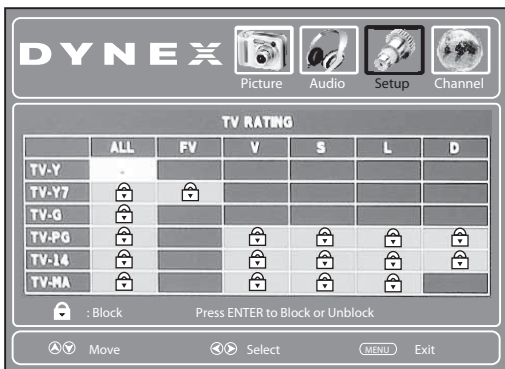 DYNEX
Picture Audio Setup Channel
TV RATING
ALL FV V S L D
TV-Y
TV-Y7
TV-G
TV-PG
TV-14
TV-MA
: Block Press ENTER to Block or Unblock
Move Select MENU Exit